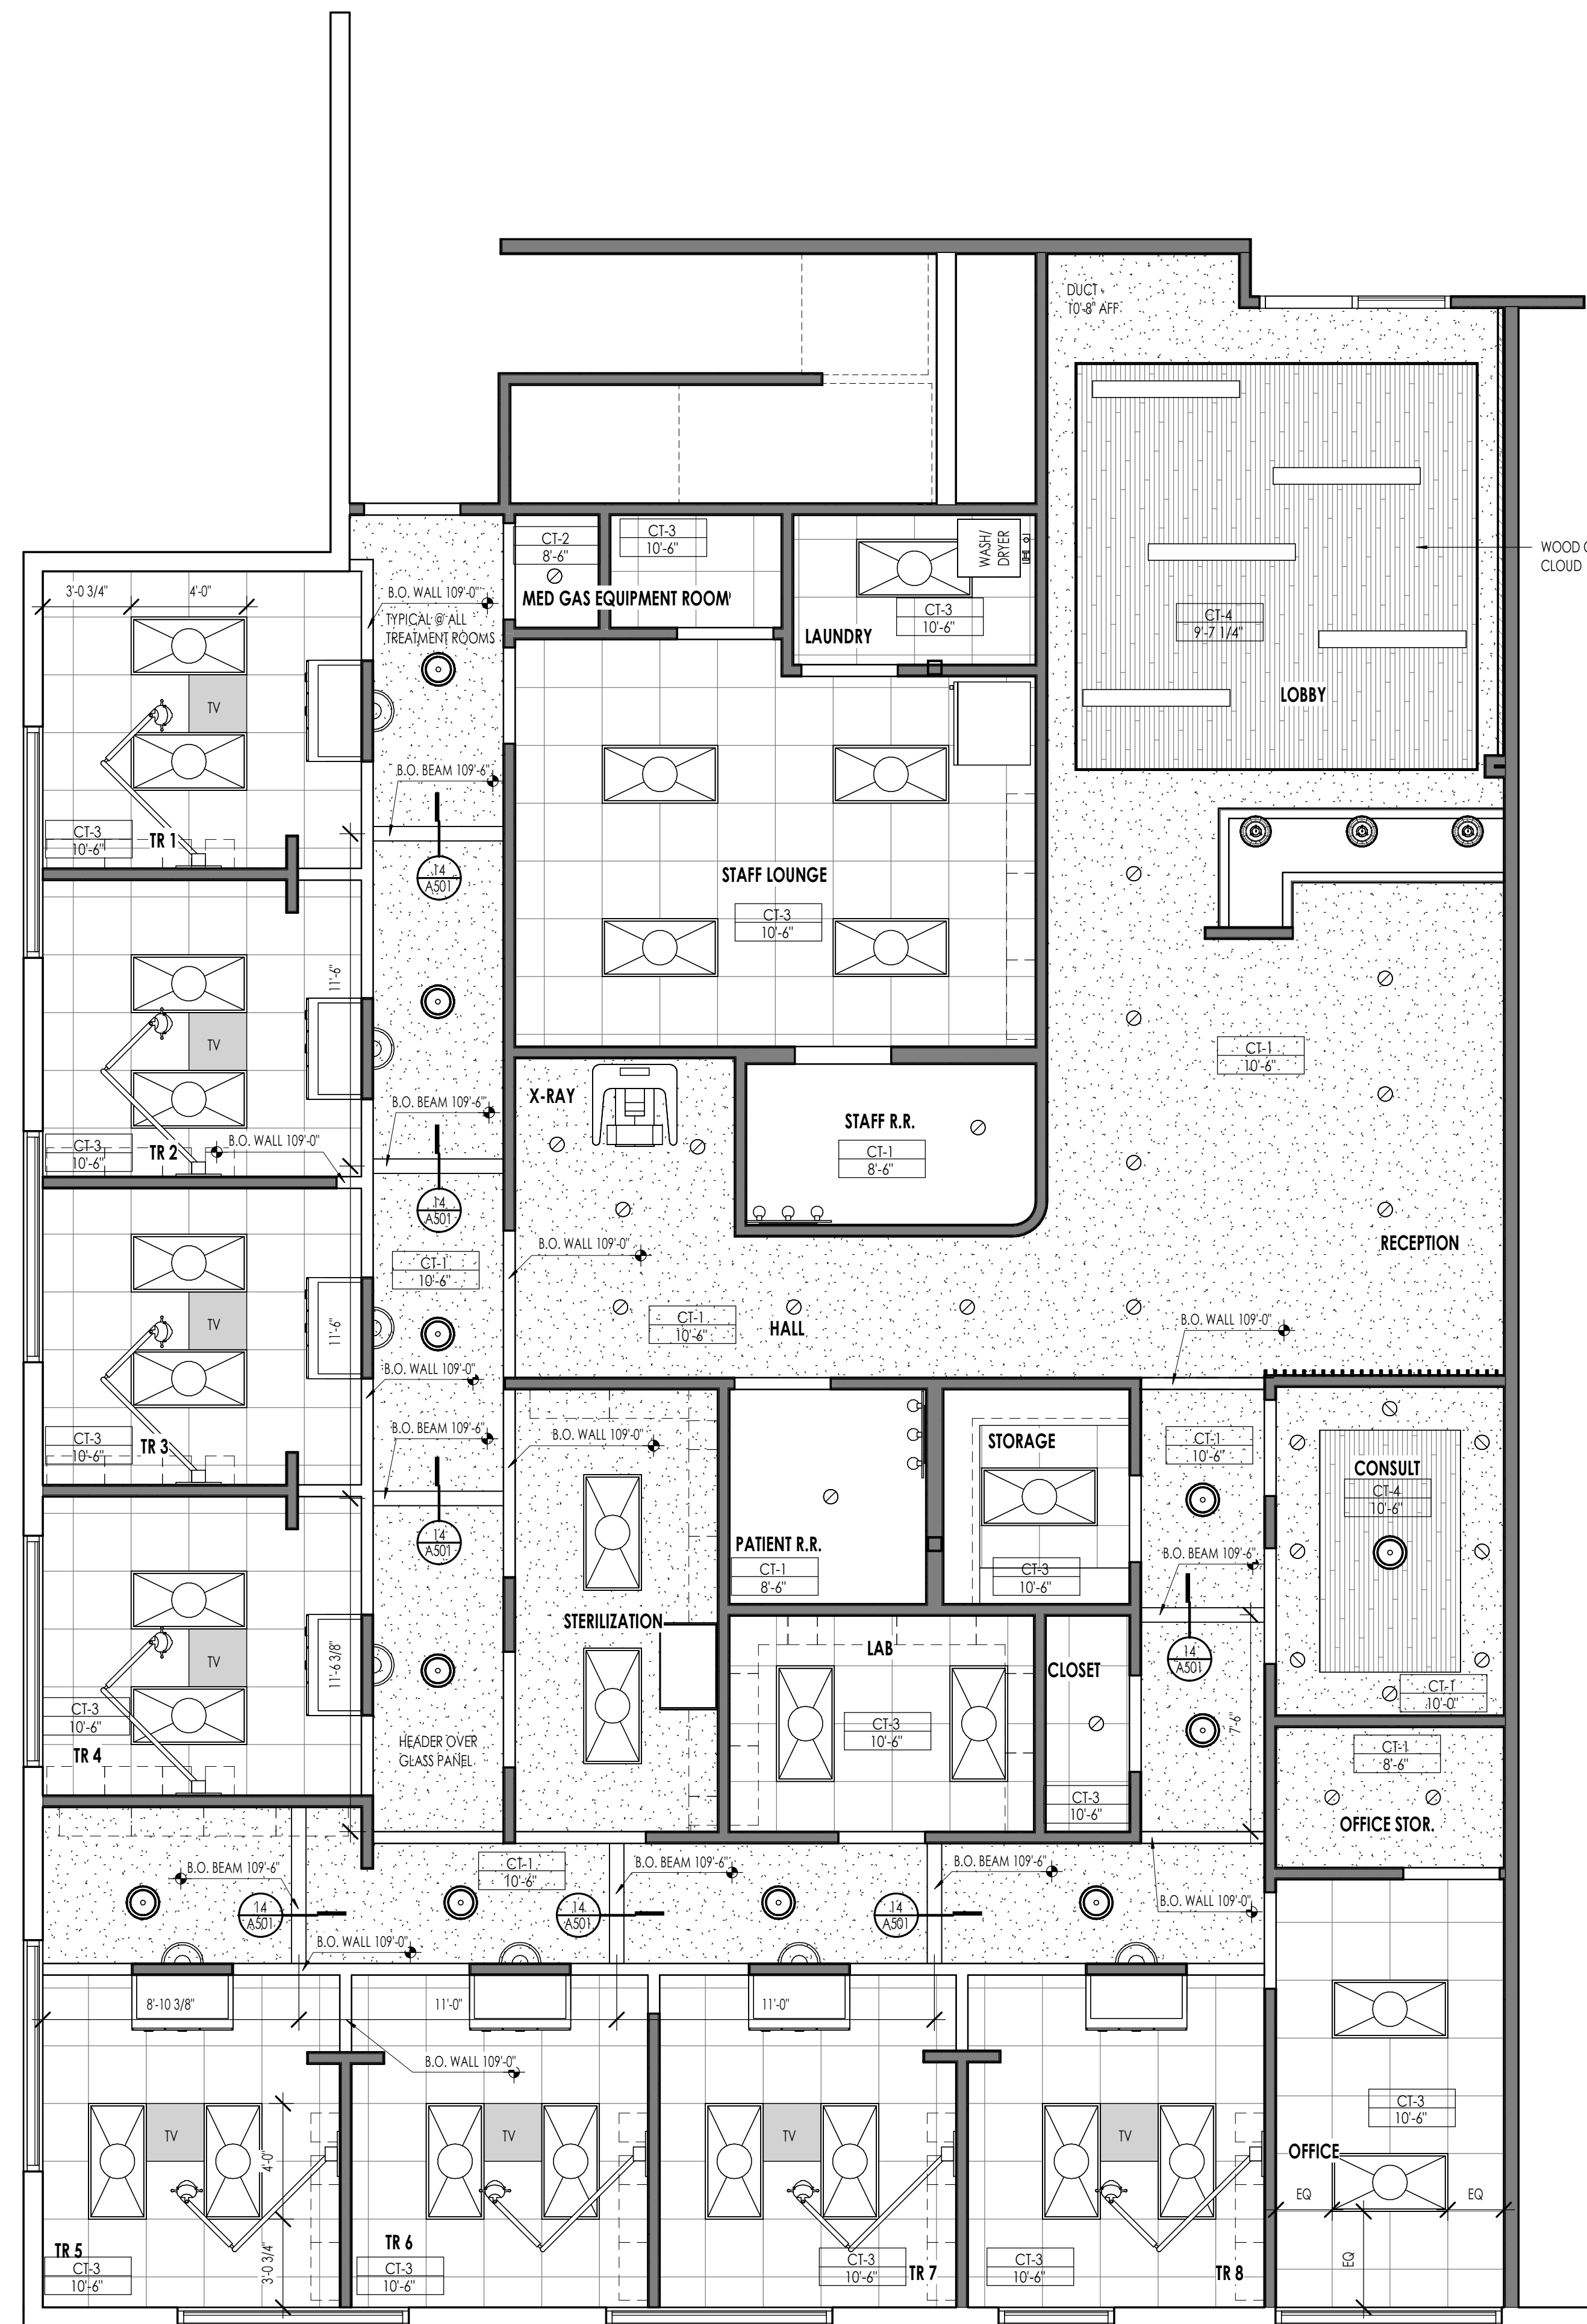 DUCT
10'-8" AFF
WOOD
CLOUD
CT-4
9'-7 1/4"
LOBBY
CT-2
8'-6"
CT-3
10'-6"
MED GAS EQUIPMENT ROOM
WASH/
DRYER
CT-3
10'-6"
LAUNDRY
3'-0 3/4"
4'-0"
B.O. WALL 109'-0"
TYPICAL @ ALL
TREATMENT ROOMS
TV
B.O. BEAM 109'-6"
CT-3
10'-6"
TR 1
14
A501
STAFF LOUNGE
CT-3
10'-6"
11'-6"
TV
B.O. BEAM 109'-6"
CT-3
10'-6"
TR 2
B.O. WALL 109'-0"
14
A501
X-RAY
STAFF R.R.
CT-1
8'-6"
CT-1
10'-6"
RECEPTION
B.O. WALL 109'-0"
CT-1
10'-6"
CT-1
10'-6"
HALL
B.O. WALL 109'-0"
TV
11'-6"
B.O. WALL 109'-0"
B.O. BEAM 109'-6"
CT-3
10'-6"
TR 3
B.O. WALL 109'-0"
14
A501
STORAGE
CT-1
10'-6"
CONSULT
CT-4
10'-6"
PATIENT R.R.
CT-1
8'-6"
CT-3
10'-6"
B.O. BEAM 109'-6"
STERILIZATION
LAB
CLOSET
14
A501
TV
11'-6 3/8"
CT-3
10'-6"
TR 4
HEADER OVER
GLASS PANEL
CT-3
10'-6"
CT-3
10'-6"
7'-6"
CT-1
10'-0"
CT-1
8'-6"
OFFICE STOR.
B.O. BEAM 109'-6"
CT-1
10'-6"
B.O. BEAM 109'-6"
B.O. BEAM 109'-6"
B.O. WALL 109'-0"
14
A501
14
A501
14
A501
B.O. WALL 109'-0"
8'-10 3/8"
11'-0"
11'-0"
B.O. WALL 109'-0"
TV
TV
TV
TV
4'-0"
3'-0 3/4"
CT-3
10'-6"
OFFICE
EQ
EQ
EQ
TR 5
CT-3
10'-6"
TR 6
CT-3
10'-6"
CT-3
10'-6"
TR 7
CT-3
10'-6"
TR 8